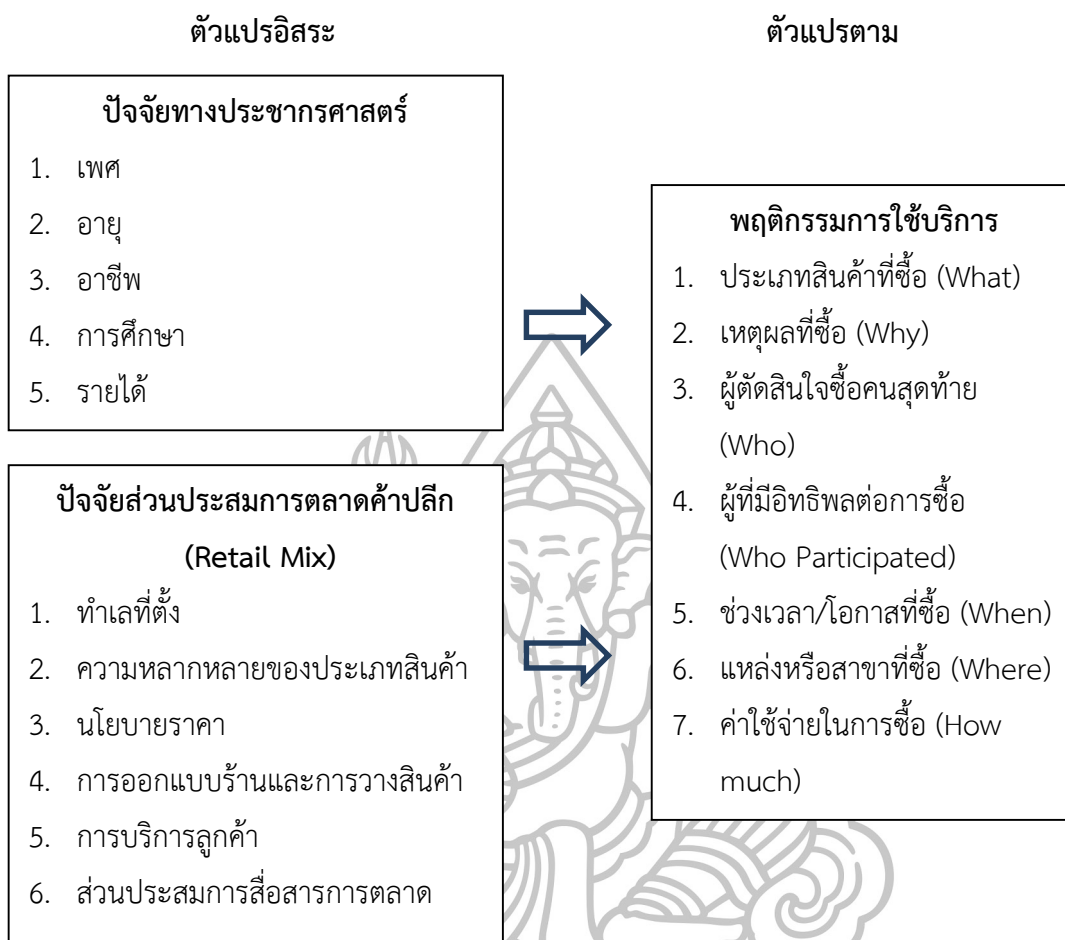 ตัวแปรอิสระ
ตัวแปรตาม
ปัจจัยทางประชากรศาสตร์
1. เพศ
2. อายุ
3. อาชีพ
4. การศึกษา
5. รายได้
ปัจจัยส่วนประสมการตลาดค้าปลีก
(Retail Mix)
1. ทำเลที่ตั้ง
2. ความหลากหลายของประเภทสินค้า
3. นโยบายราคา
4. การออกแบบร้านและการวางสินค้า
5. การบริการลูกค้า
6. ส่วนประสมการสื่อสารการตลาด
พฤติกรรมการใช้บริการ
1. ประเภทสินค้าที่ซื้อ (What)
2. เหตุผลที่ซื้อ (Why)
3. ผู้ตัดสินใจซื้อคนสุดท้าย
(Who)
4. ผู้ที่มีอิทธิพลต่อการซื้อ
(Who Participated)
5. ช่วงเวลา/โอกาสที่ซื้อ (When)
6. แหล่งหรือสาขาที่ซื้อ (Where)
7. ค่าใช้จ่ายในการซื้อ (How
much)